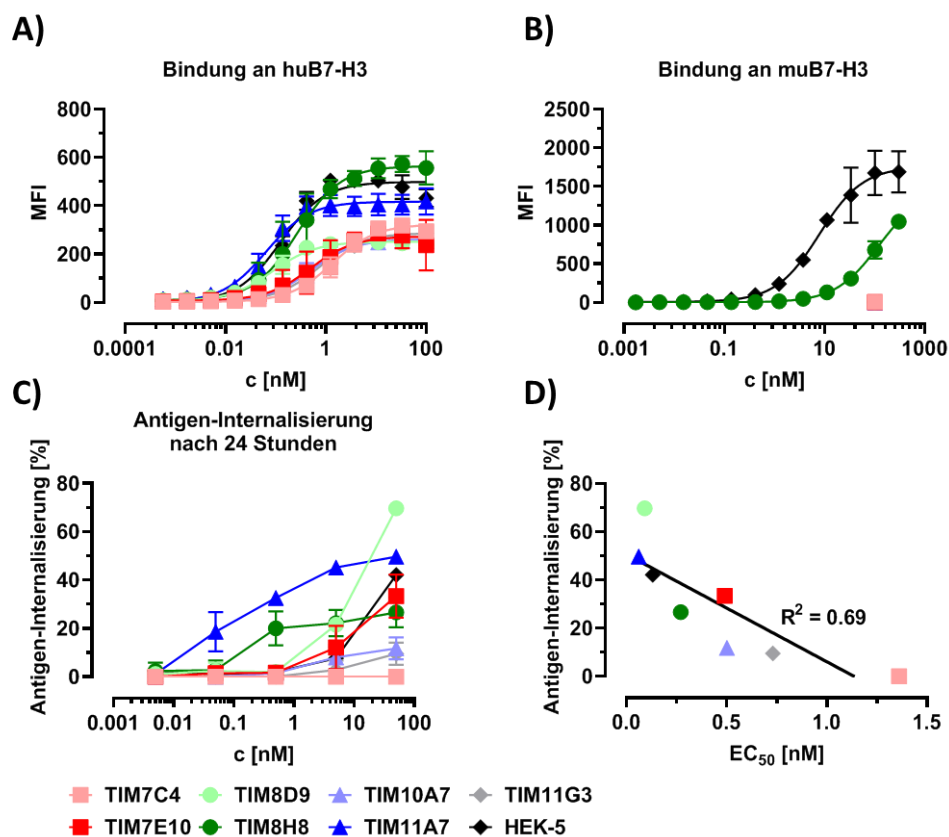 A)
Bindung an huB7-H3
MFI
800
600
400
200
0
0.0001
0.01
1
100
c [nM]
B)
Bindung an muB7-H3
MFI
2500
2000
1500
1000
500
0
0.001
0.1
10
1000
c [nM]
C)
Antigen-Internalisierung
nach 24 Stunden
Antigen-Internalisierung [%]
80
60
40
20
0
0.001
0.01
0.1
1
10
100
c [nM]
D)
Antigen-Internalisierung [%]
80
60
40
20
0
R² = 0.69
0.0
0.5
1.0
1.5
EC₅₀ [nM]
TIM7C4 TIM8D9 TIM10A7 TIM11G3
TIM7E10 TIM8H8 TIM11A7 HEK-5